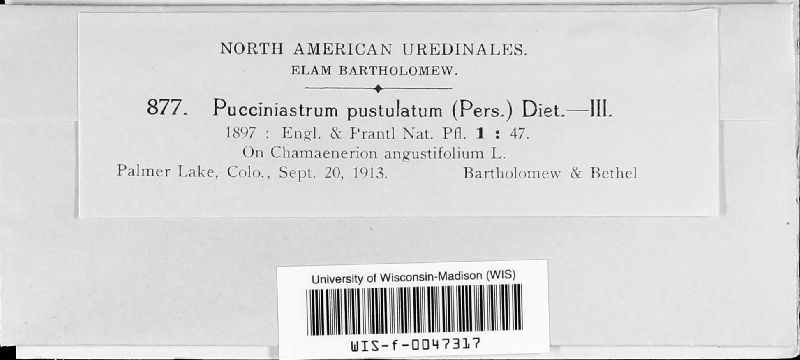 NORTH AMERICAN UREDINALES.
ELAM BARTHOLOMEW.
877. Pucciniastrum pustulatum (Pers.) Diet.—III.
1897 : Engl. & Prantl Nat. Pfl. 1 : 47.
On Chamaenerion angustifolium L.
Palmer Lake, Colo., Sept. 20, 1913. Bartholomew & Bethel
University of Wisconsin-Madison (WIS)
WIS-f-0047317